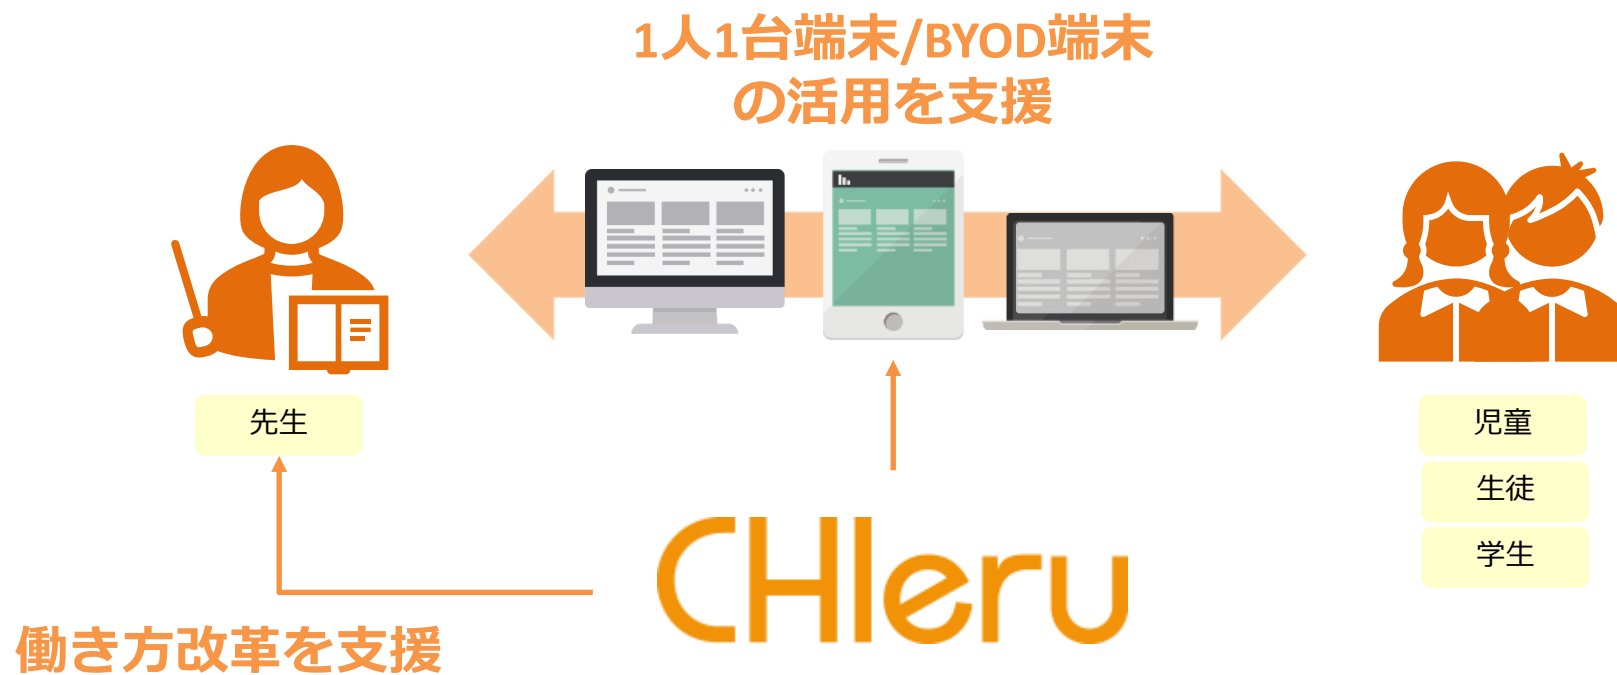 1人1台端末/BYOD端末
の活用を支援
先生
児童
生徒
学生
CHIeru
働き方改革を支援